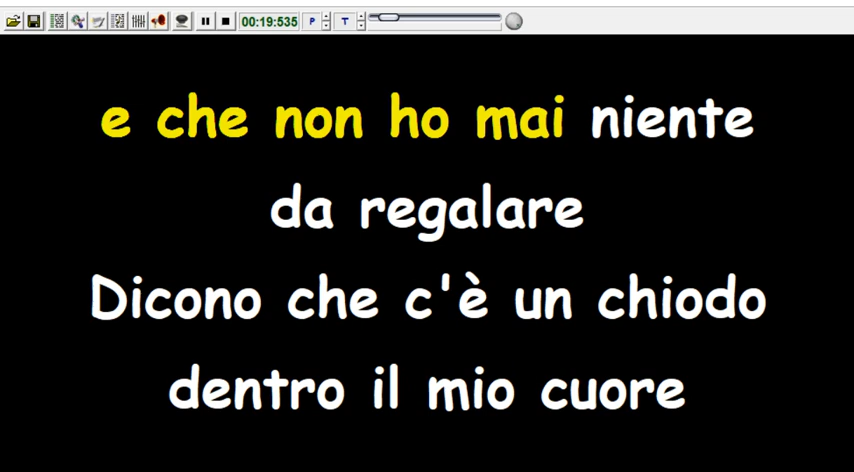 00:19:535 P T
e che non ho mai niente
da regalare
Dicono che c'è un chiodo
dentro il mio cuore